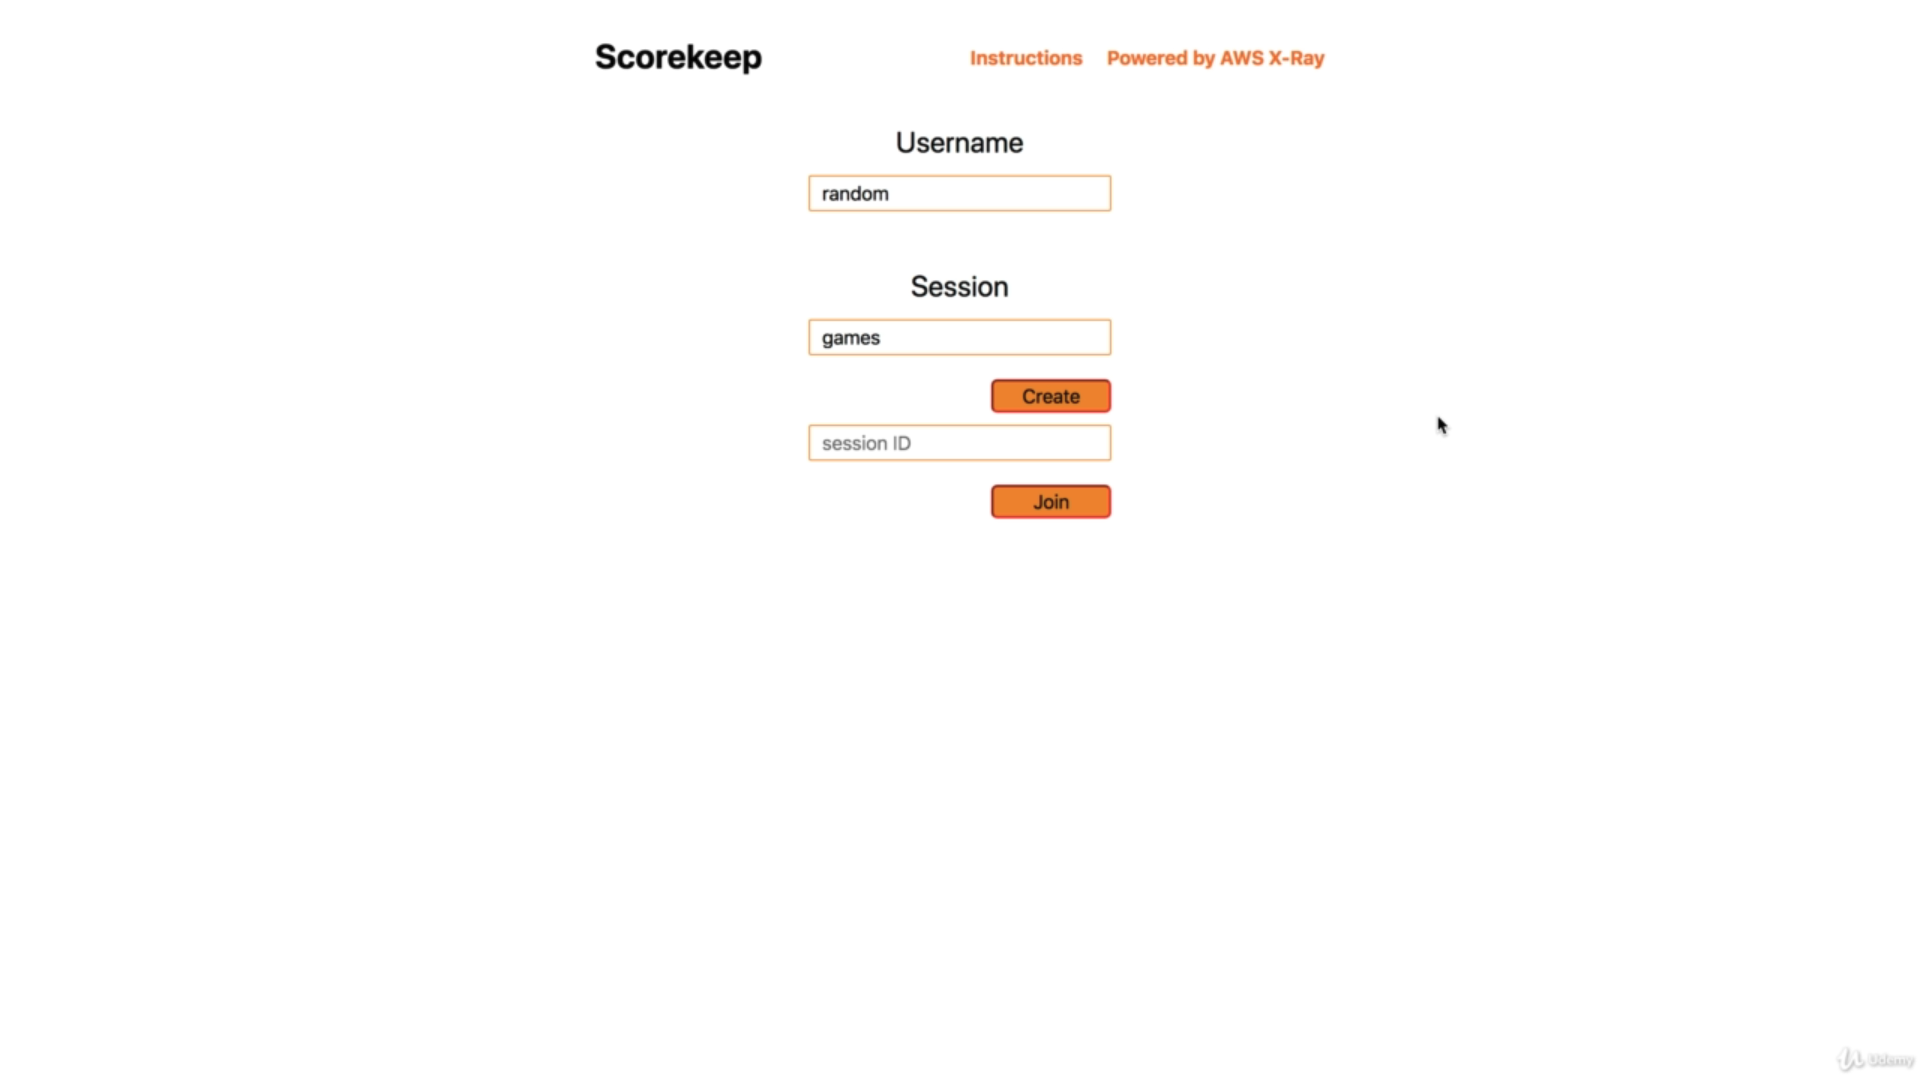 Scorekeep
Instructions Powered by AWS X-Ray
Username
random
Session
games
Create
session ID
Join
Udemy